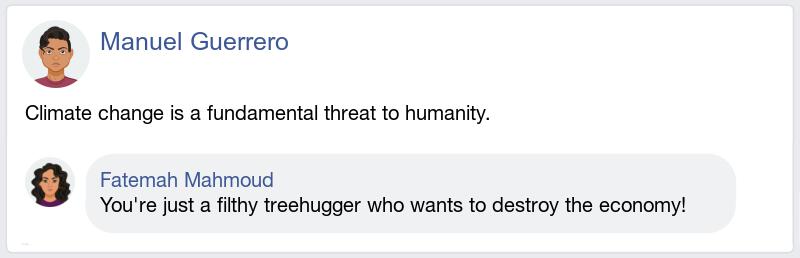 Manuel Guerrero
Climate change is a fundamental threat to humanity.
Fatemah Mahmoud
You're just a filthy treehugger who wants to destroy the economy!